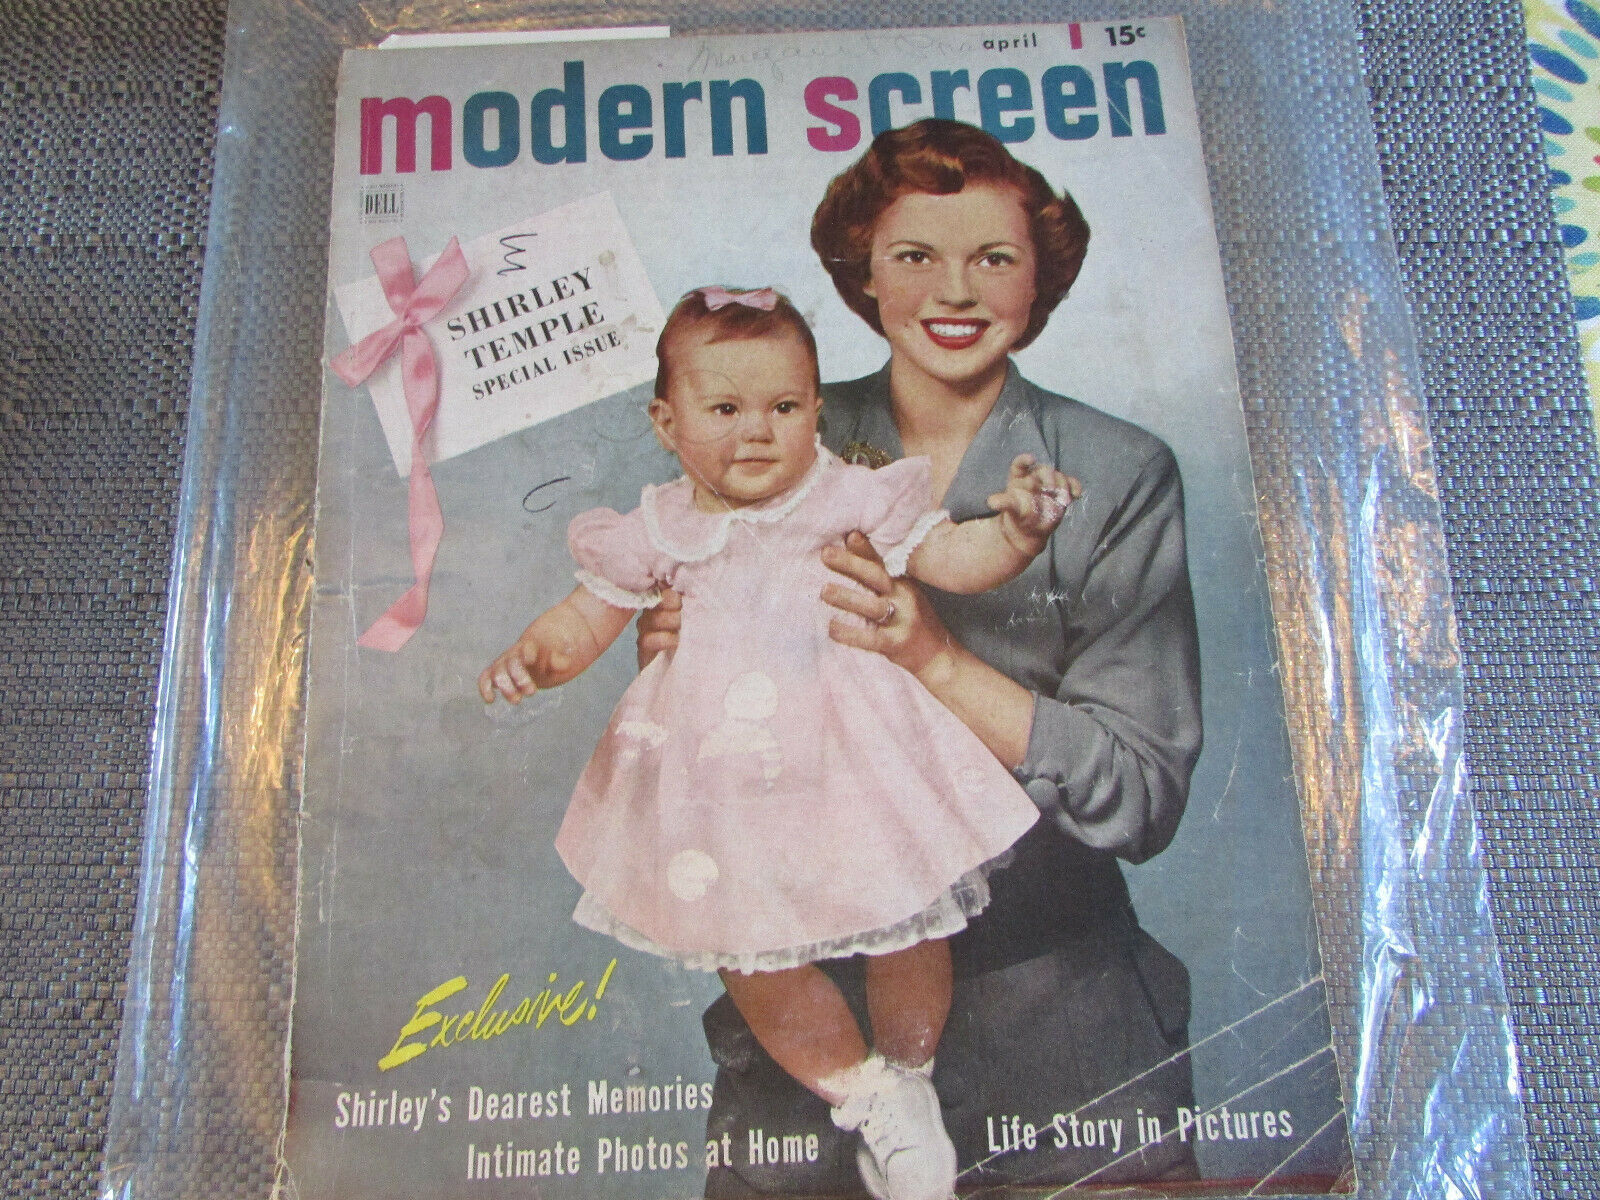 april 15¢
modern screen
DELL
SHIRLEY
TEMPLE
SPECIAL ISSUE
Exclusive!
Shirley's Dearest Memories
Intimate Photos at Home
Life Story in Pictures